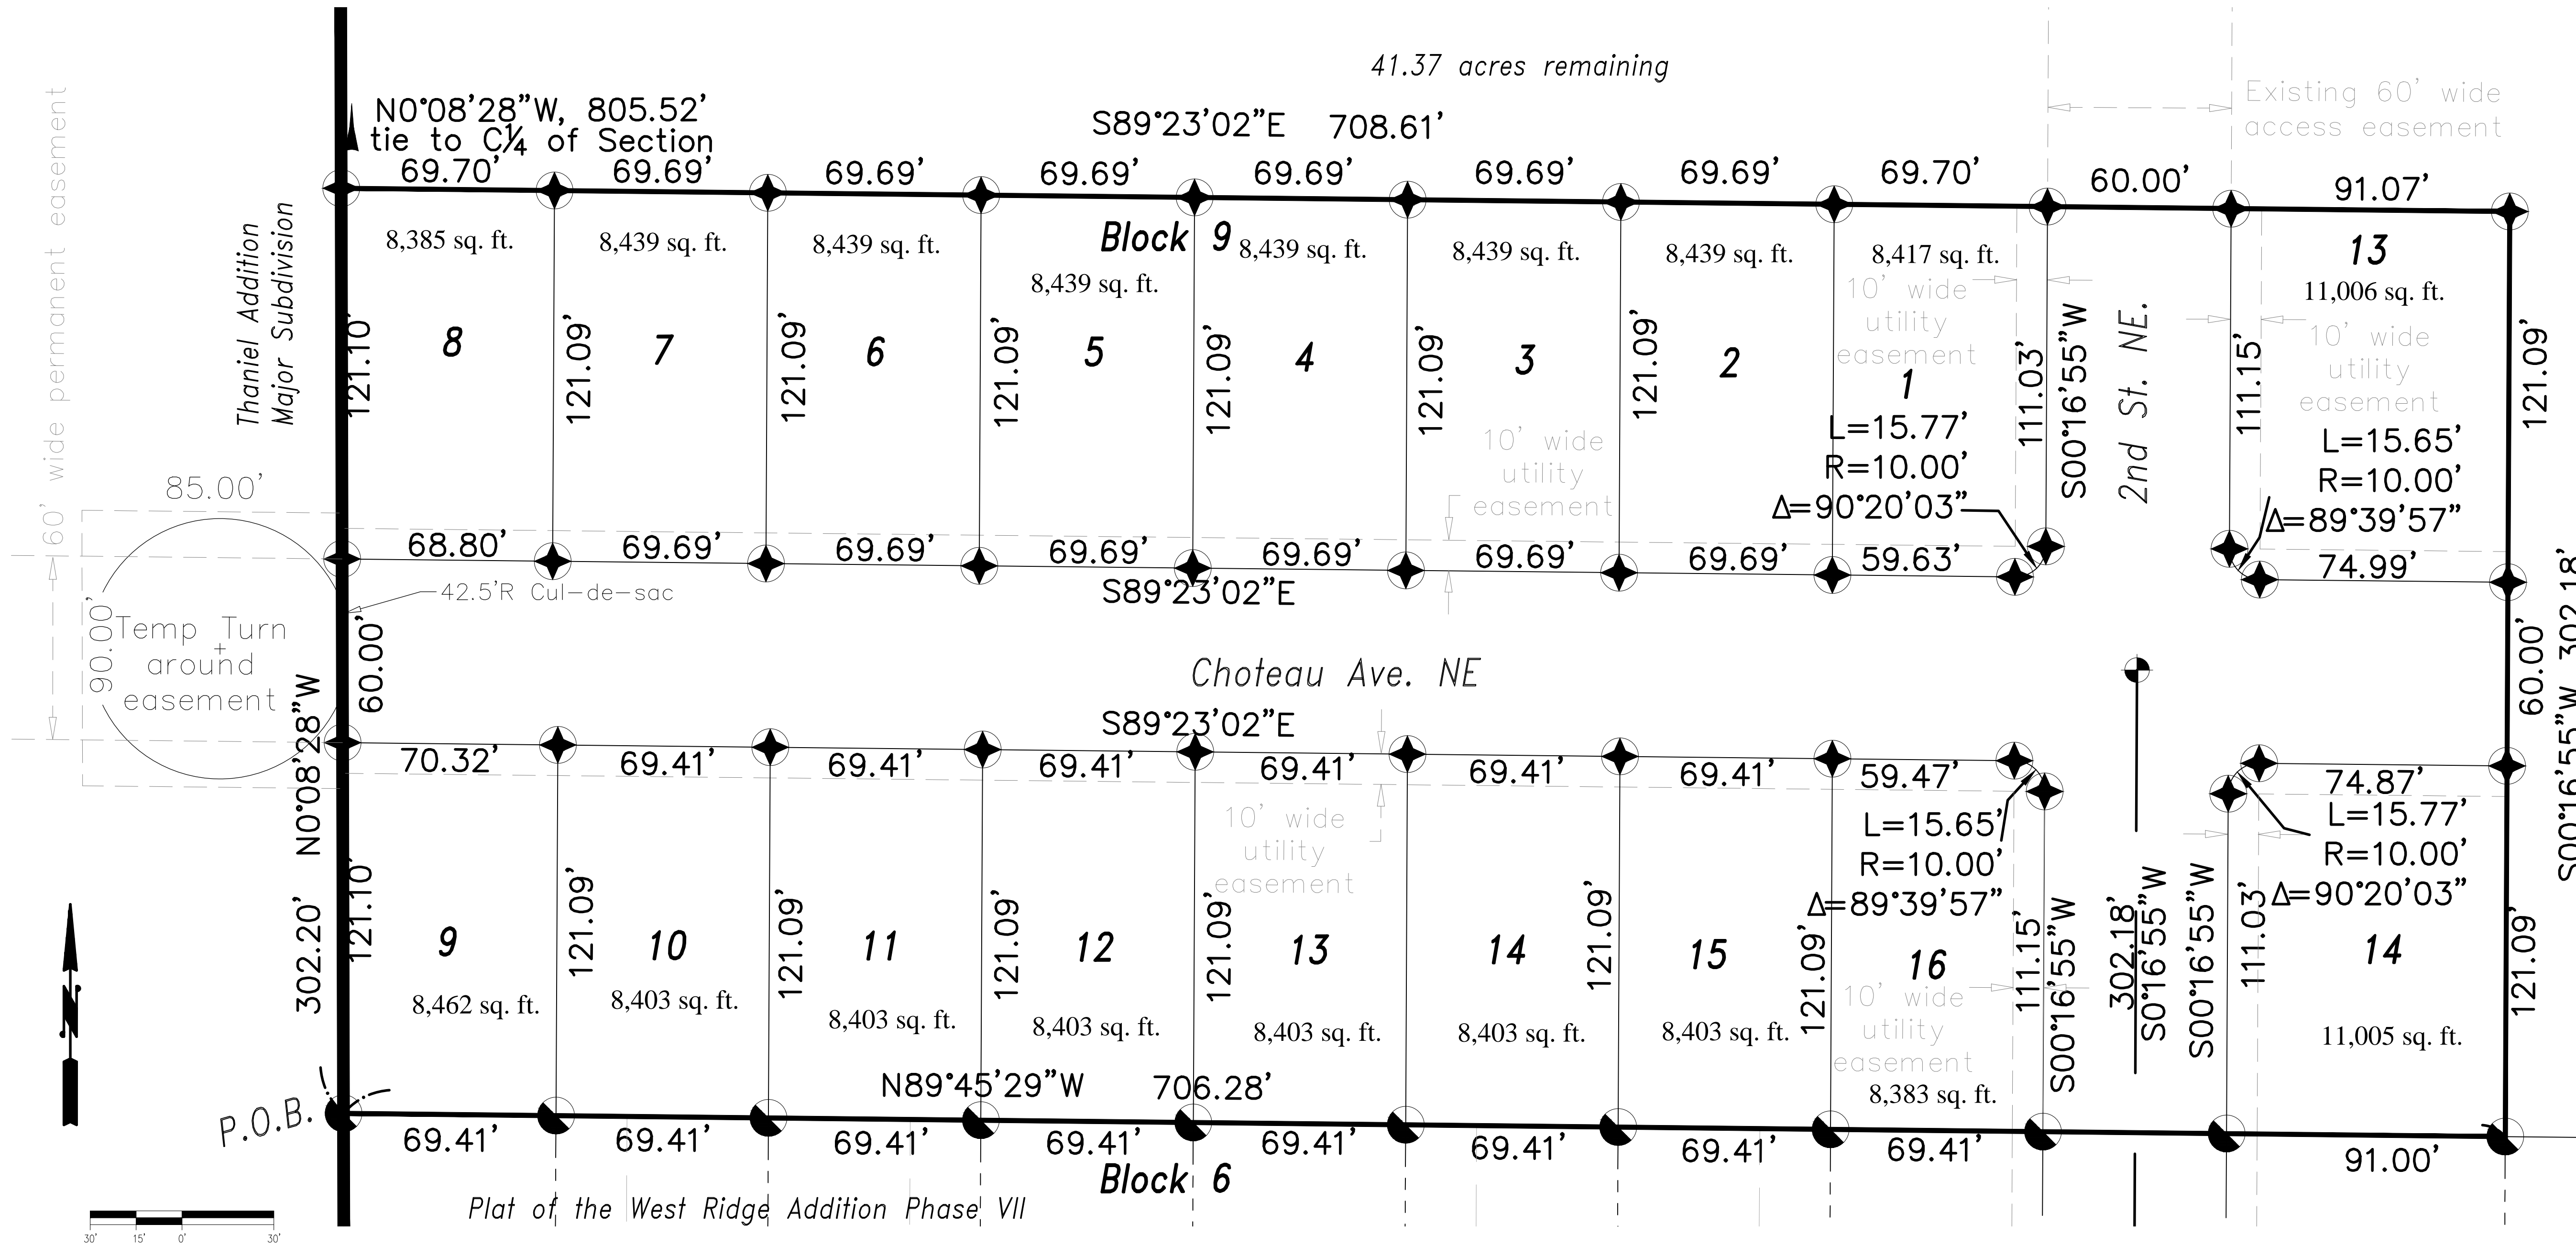 41.37 acres remaining
N0°08'28"W, 805.52'
tie to C¼ of Section
S89°23'02"E 708.61'
Existing 60' wide
access easement
69.70'
69.69'
69.69'
69.69'
69.69'
69.69'
69.69'
69.70'
60.00'
91.07'
60' wide permanent easement
Thaniel Addition
Major Subdivision
Block 9
8,385 sq. ft.
8,439 sq. ft.
8,439 sq. ft.
8,439 sq. ft.
8,439 sq. ft.
8,439 sq. ft.
8,439 sq. ft.
8,417 sq. ft.
13
11,006 sq. ft.
10' wide
utility
easement
10' wide
utility
easement
121.10'
8
121.09'
7
121.09'
6
121.09'
5
121.09'
4
121.09'
3
121.09'
2
1
111.03'
S00°16'55"W
2nd St. NE.
111.15'
121.09'
L=15.77'
R=10.00'
Δ=90°20'03"
L=15.65'
R=10.00'
Δ=89°39'57"
10' wide
utility
easement
85.00'
68.80'
69.69'
69.69'
69.69'
69.69'
69.69'
69.69'
59.63'
74.99'
S89°23'02"E
42.5'R Cul-de-sac
90.00'
Temp Turn
around
easement
60.00'
Choteau Ave. NE
60.00'
S00°16'55"W 302.18'
N0°08'28"W
302.20'
S89°23'02"E
70.32'
69.41'
69.41'
69.41'
69.41'
69.41'
69.41'
59.47'
74.87'
10' wide
utility
easement
L=15.65'
R=10.00'
Δ=89°39'57"
L=15.77'
R=10.00'
Δ=90°20'03"
121.10'
9
121.09'
10
121.09'
11
121.09'
12
121.09'
13
14
121.09'
15
121.09'
16
111.15'
S00°16'55"W
302.18'
S0°16'55"W
S00°16'55"W
111.03'
14
121.09'
8,462 sq. ft.
8,403 sq. ft.
8,403 sq. ft.
8,403 sq. ft.
8,403 sq. ft.
8,403 sq. ft.
8,403 sq. ft.
10' wide
utility
easement
8,383 sq. ft.
11,005 sq. ft.
N
P.O.B.
N89°45'29"W 706.28'
69.41'
69.41'
69.41'
69.41'
69.41'
69.41'
69.41'
69.41'
91.00'
Block 6
Plat of the West Ridge Addition Phase VII
30' 15' 0' 30'